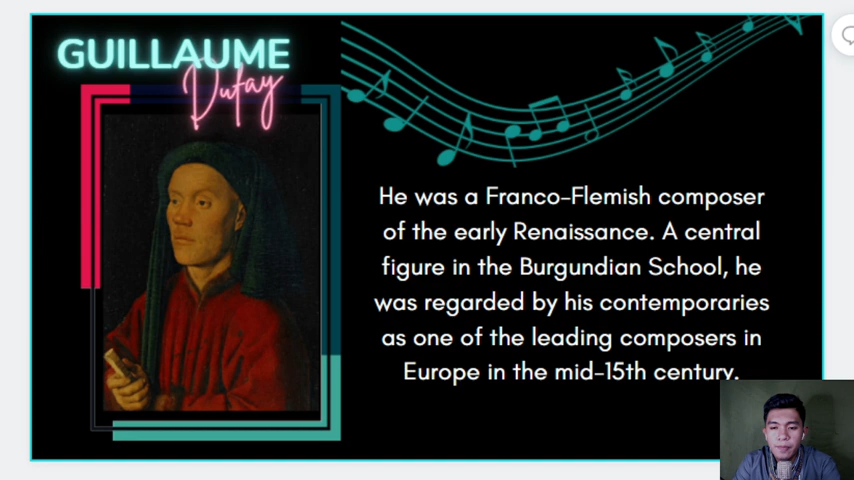 GUILLAUME
Dufay
He was a Franco-Flemish composer
of the early Renaissance. A central
figure in the Burgundian School, he
was regarded by his contemporaries
as one of the leading composers in
Europe in the mid-15th century.